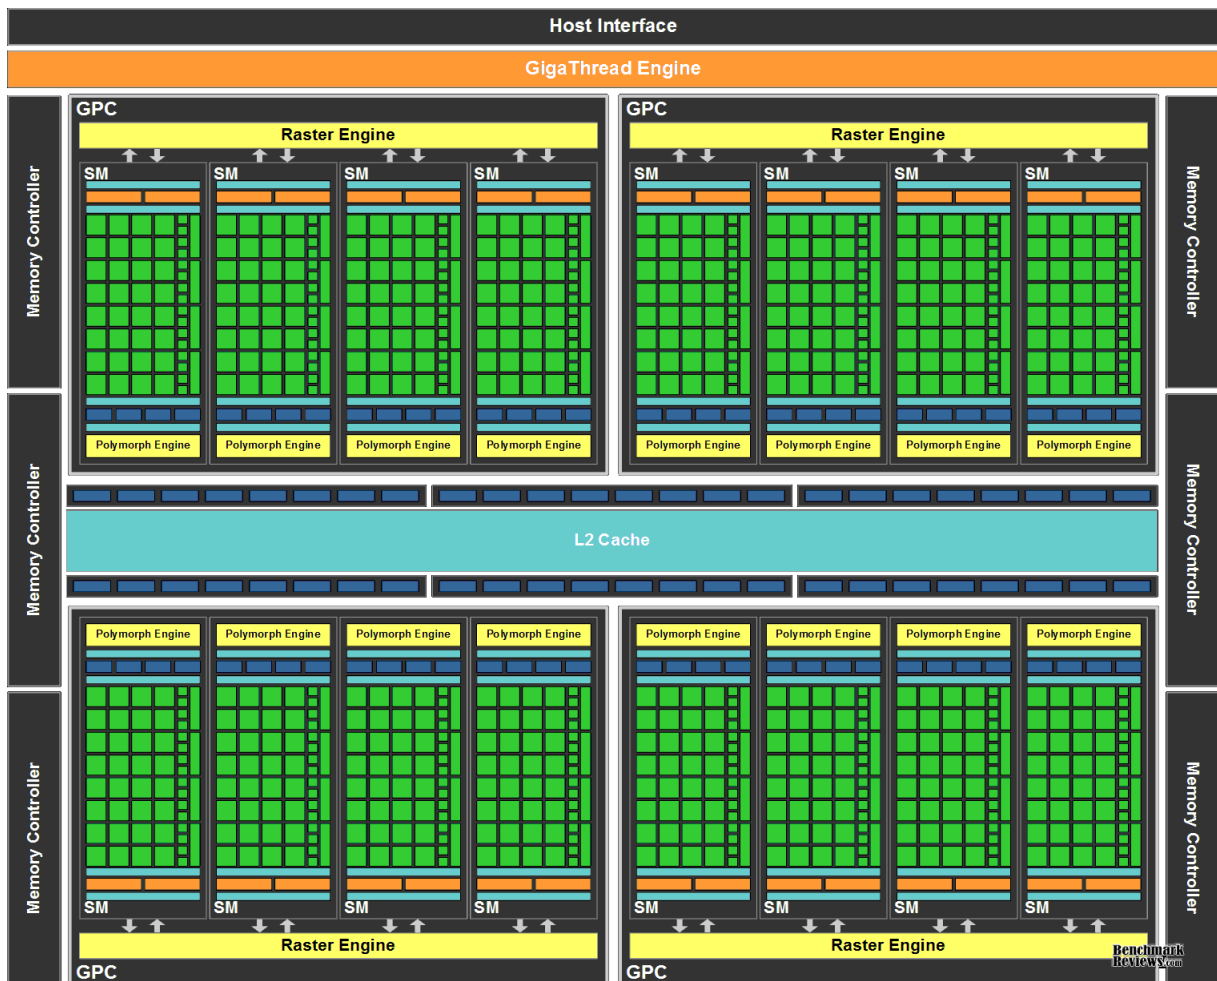 Host Interface
GigaThread Engine
GPC
GPC
Raster Engine
Raster Engine
SM
SM
SM
SM
SM
SM
SM
SM
Memory Controller
Memory Controller
Polymorph Engine
Polymorph Engine
Polymorph Engine
Polymorph Engine
Polymorph Engine
Polymorph Engine
Polymorph Engine
Polymorph Engine
Memory Controller
L2 Cache
Memory Controller
Polymorph Engine
Polymorph Engine
Polymorph Engine
Polymorph Engine
Polymorph Engine
Polymorph Engine
Polymorph Engine
Polymorph Engine
Memory Controller
Memory Controller
SM
SM
SM
SM
SM
SM
SM
SM
Raster Engine
Raster Engine
GPC
GPC
Benchmark
Reviews.com